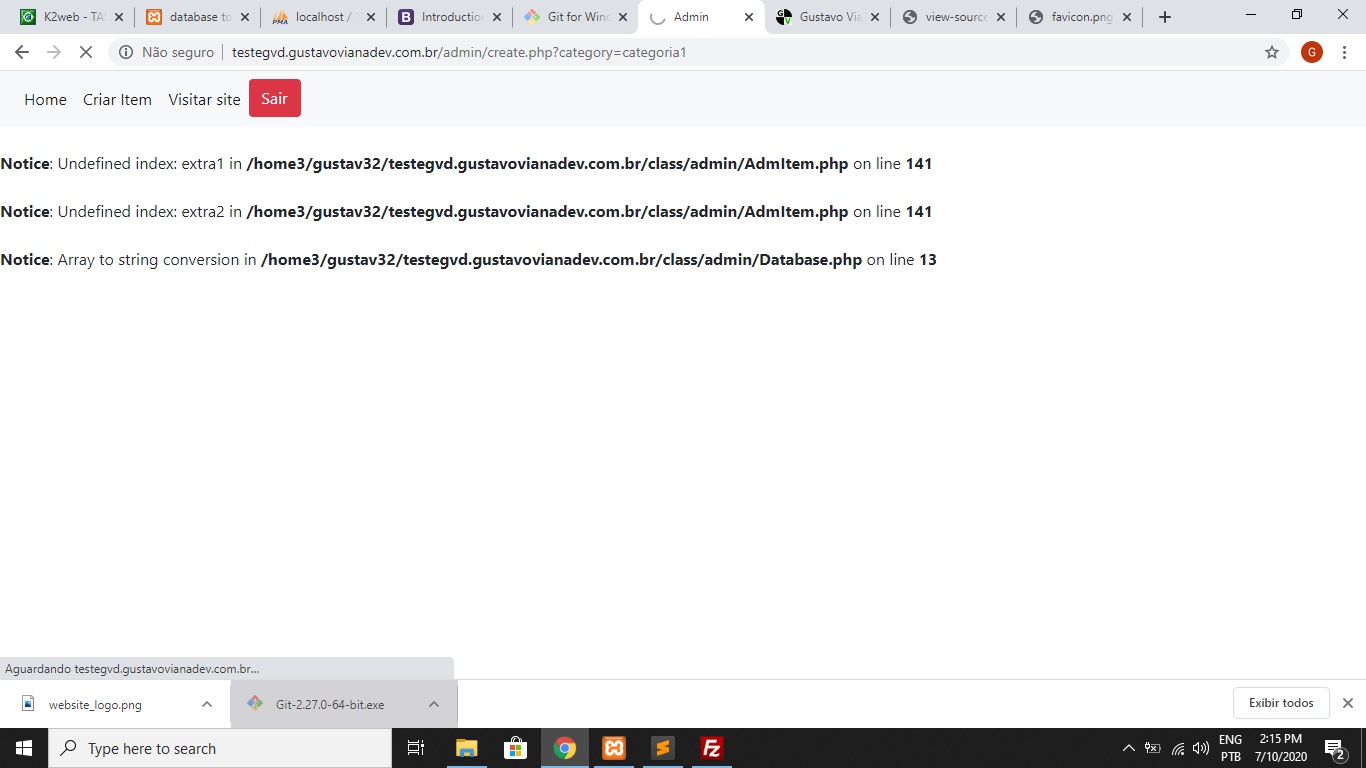 K2web - TA
database to
localhost /
Introduction
Git for Wind
Admin
Gustavo Via
view-source
favicon.png
Não seguro
testegvd.gustavovianadev.com.br/admin/create.php?category=categoria1
G
Home
Criar Item
Visitar site
Sair
Notice: Undefined index: extra1 in /home3/gustav32/testegvd.gustavovianadev.com.br/class/admin/AdmItem.php on line 141
Notice: Undefined index: extra2 in /home3/gustav32/testegvd.gustavovianadev.com.br/class/admin/AdmItem.php on line 141
Notice: Array to string conversion in /home3/gustav32/testegvd.gustavovianadev.com.br/class/admin/Database.php on line 13
Aguardando testegvd.gustavovianadev.com.br...
website_logo.png
Git-2.27.0-64-bit.exe
Exibir todos
Type here to search
ENG
PTB
2:15 PM
7/10/2020
2